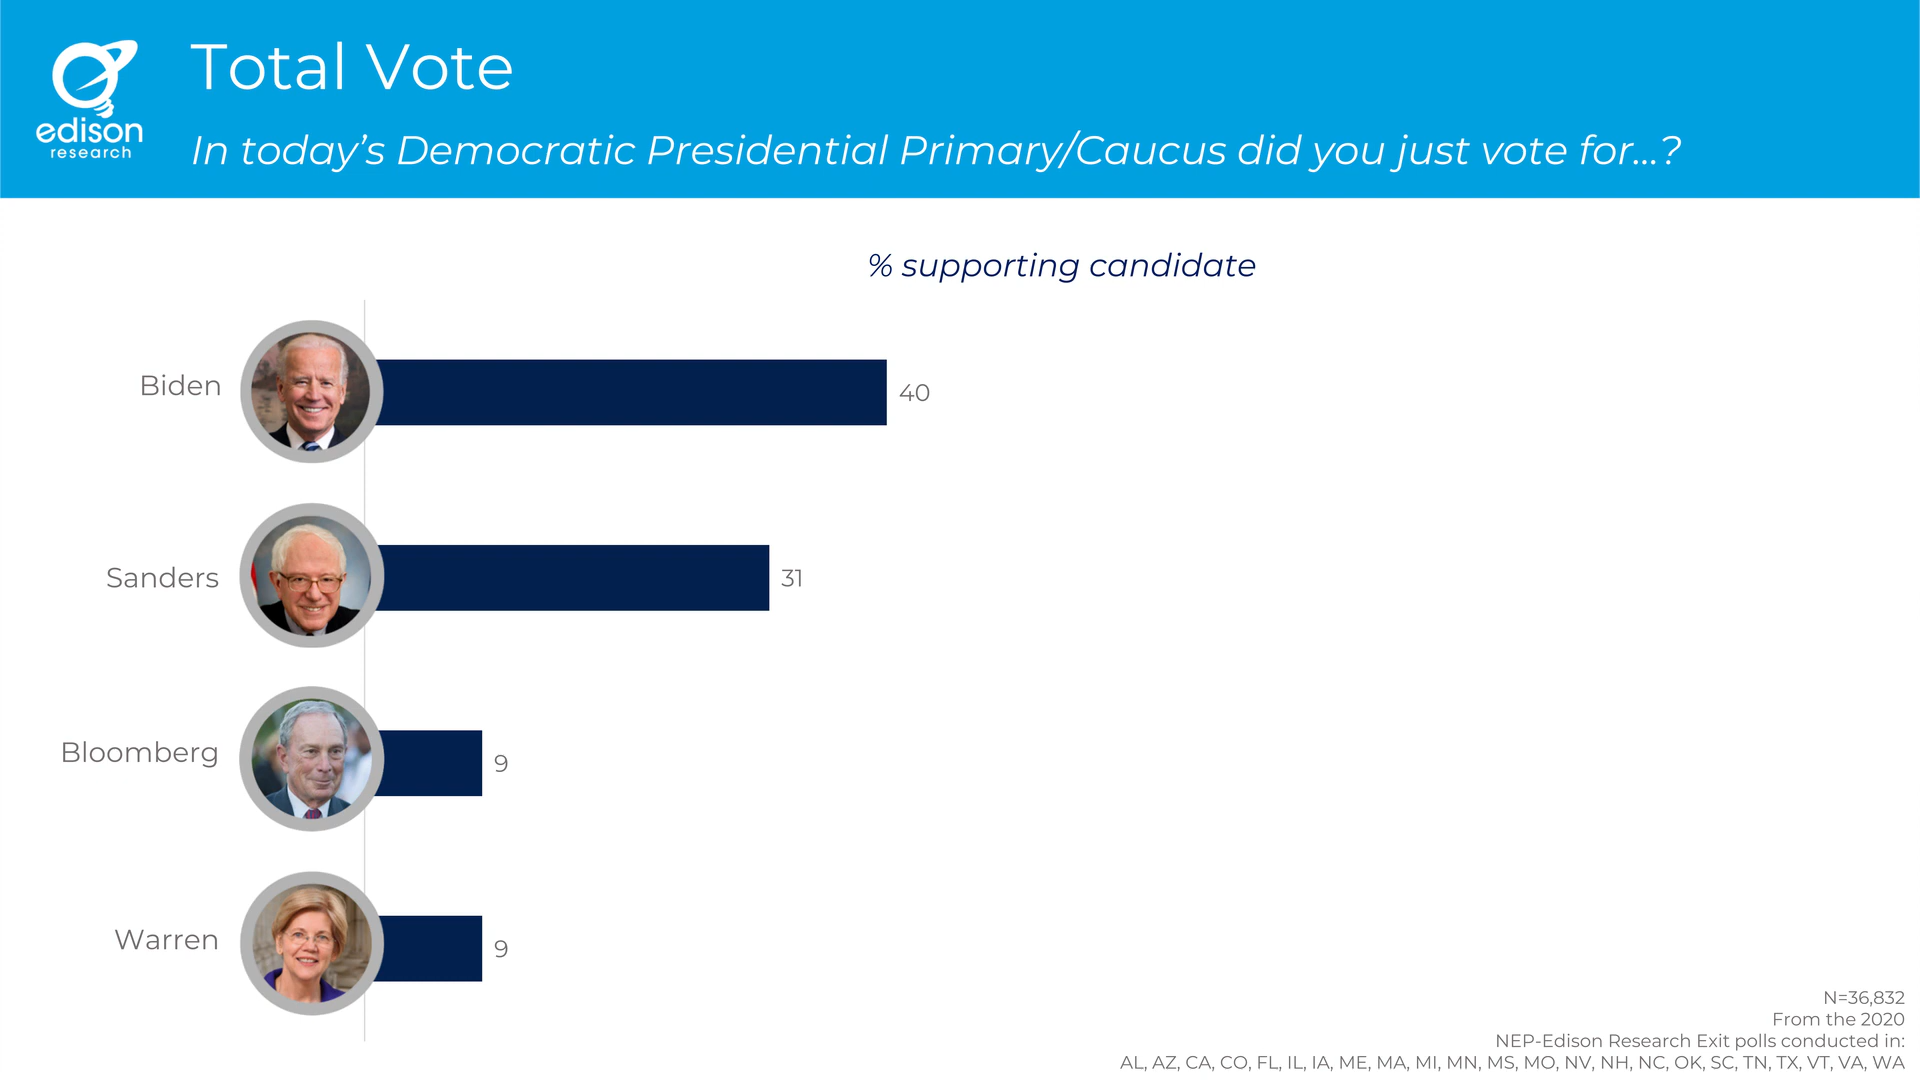 edison
research
Total Vote
In today’s Democratic Presidential Primary/Caucus did you just vote for...?
% supporting candidate
Biden
40
Sanders
31
Bloomberg
9
Warren
9
N=36,832
From the 2020
NEP-Edison Research Exit polls conducted in:
AL, AZ, CA, CO, FL, IL, IA, ME, MA, MI, MN, MS, MO, NV, NH, NC, OK, SC, TN, TX, VT, VA, WA